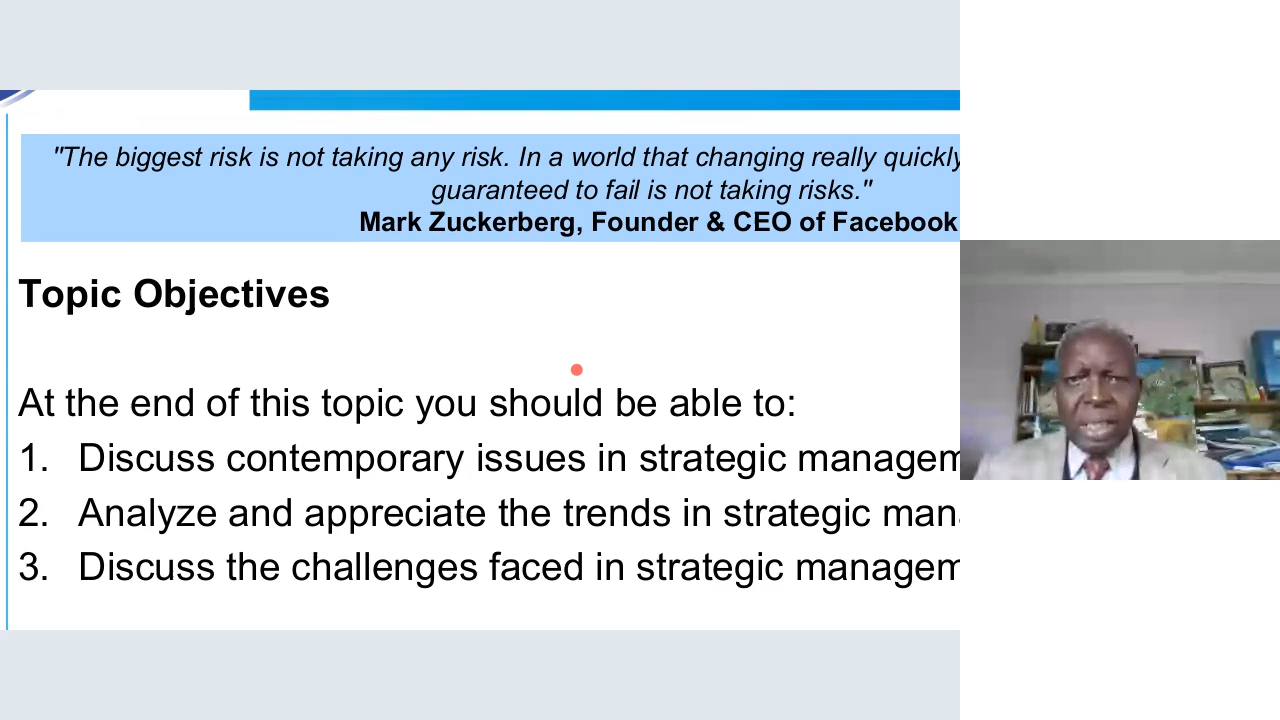 "The biggest risk is not taking any risk. In a world that changing really quickly
guaranteed to fail is not taking risks."
Mark Zuckerberg, Founder & CEO of Facebook
Topic Objectives
At the end of this topic you should be able to:
1. Discuss contemporary issues in strategic managem
2. Analyze and appreciate the trends in strategic man
3. Discuss the challenges faced in strategic managem